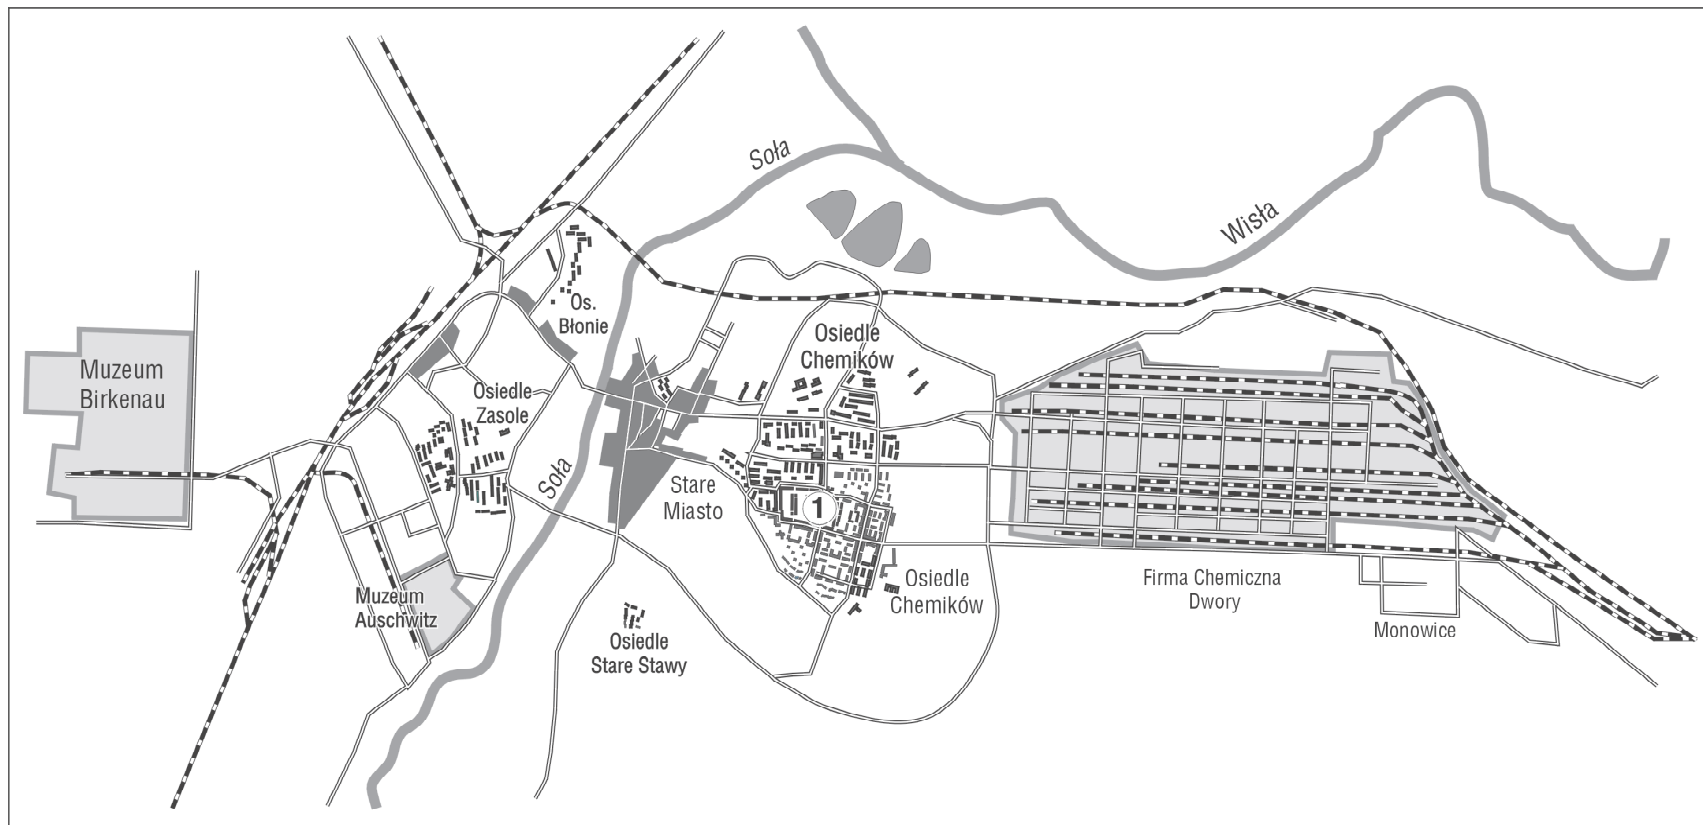 Soła
Wisła
Os.
Błonie
Osiedle
Chemików
Muzeum
Birkenau
Osiedle
Zasole
Soła
Stare
Miasto
1
Osiedle
Chemików
Firma Chemiczna
Dwory
Muzeum
Auschwitz
Monowice
Osiedle
Stare Stawy